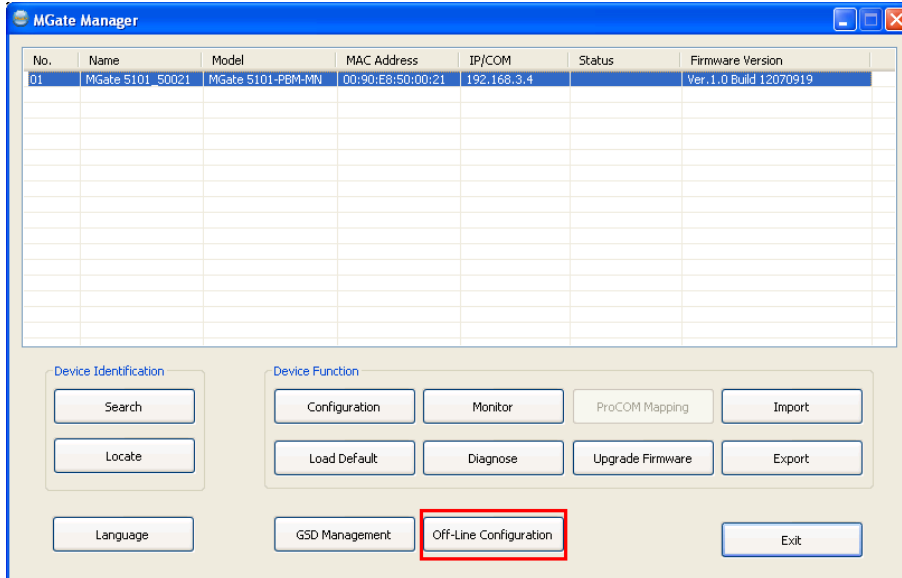 MGate Manager
No. Name Model MAC Address IP/COM Status Firmware Version
01 MGate 5101_50021 MGate 5101-PBM-MN 00:90:E8:50:00:21 192.168.3.4 Ver.1.0 Build 12070919
Device Identification Device Function
Search Configuration Monitor ProCOM Mapping Import
Locate Load Default Diagnose Upgrade Firmware Export
Language GSD Management Off-Line Configuration Exit